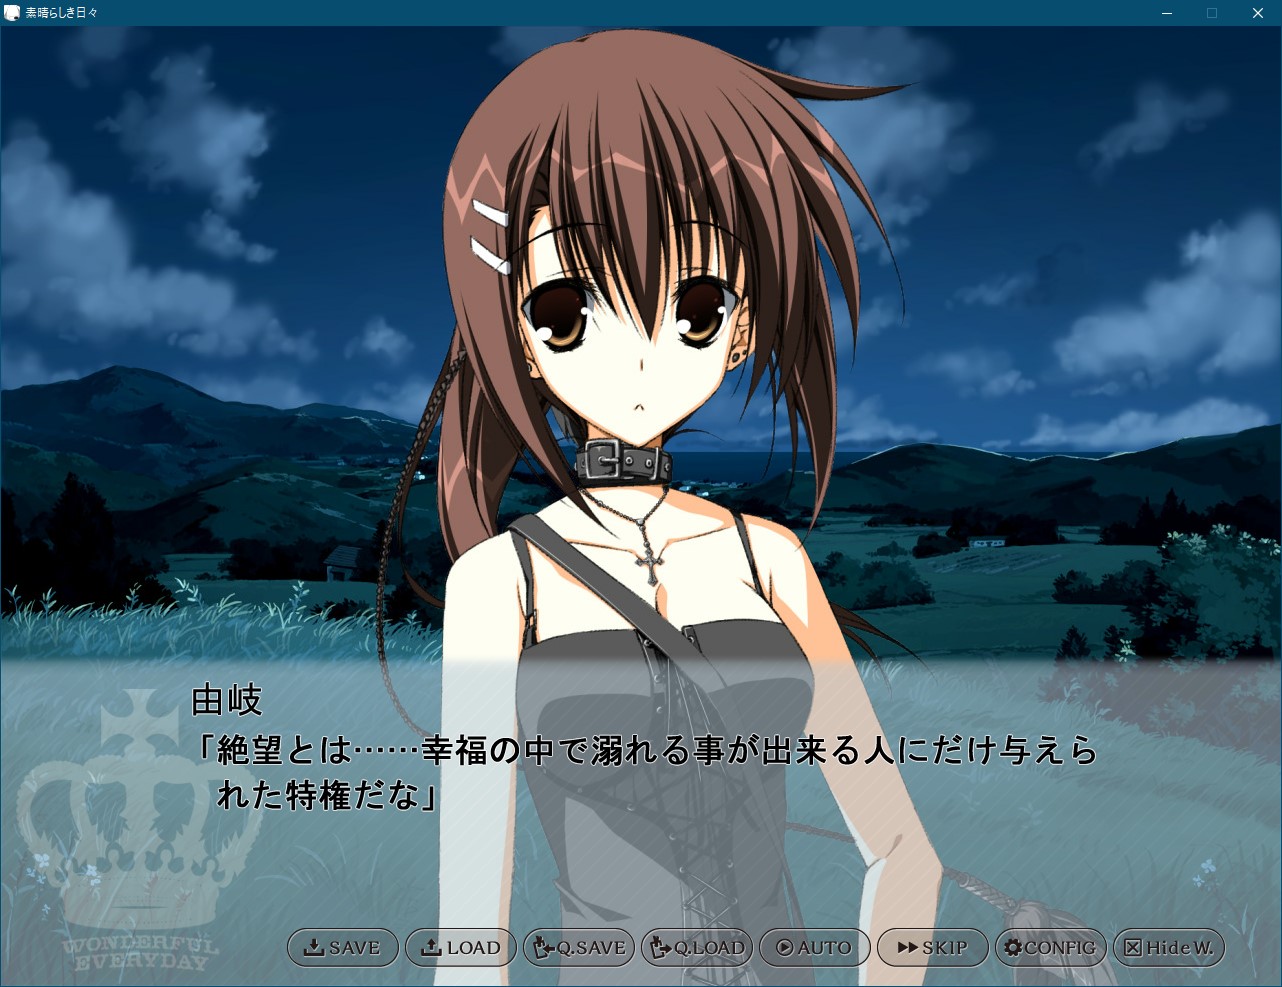 素晴らしき日々
由岐
「絶望とは……幸福の中で溺れる事が出来る人にだけ与えら
れた特権だな」
WONDERFUL
EVERYDAY
SAVE
LOAD
Q.SAVE
Q.LOAD
AUTO
SKIP
CONFIG
Hide W.